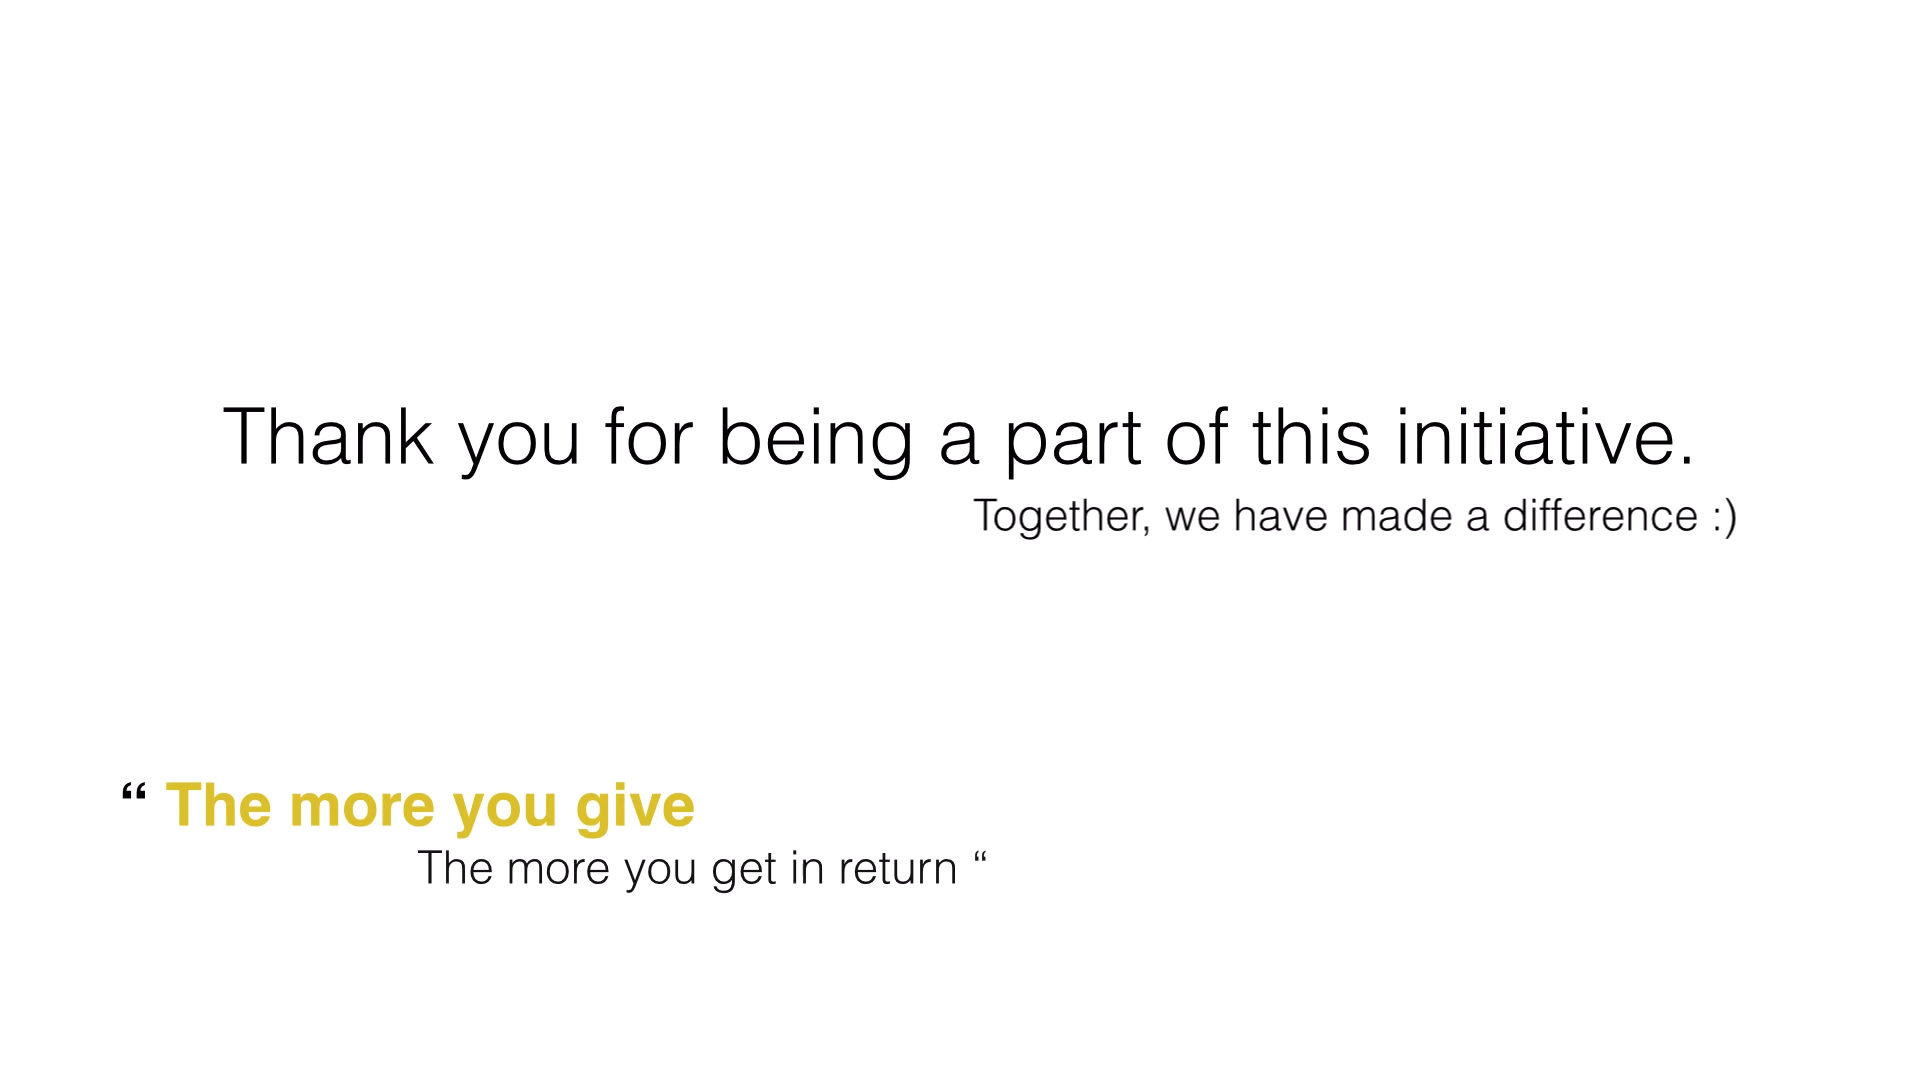 Thank you for being a part of this initiative.
Together, we have made a difference :)
“ The more you give
The more you get in return “